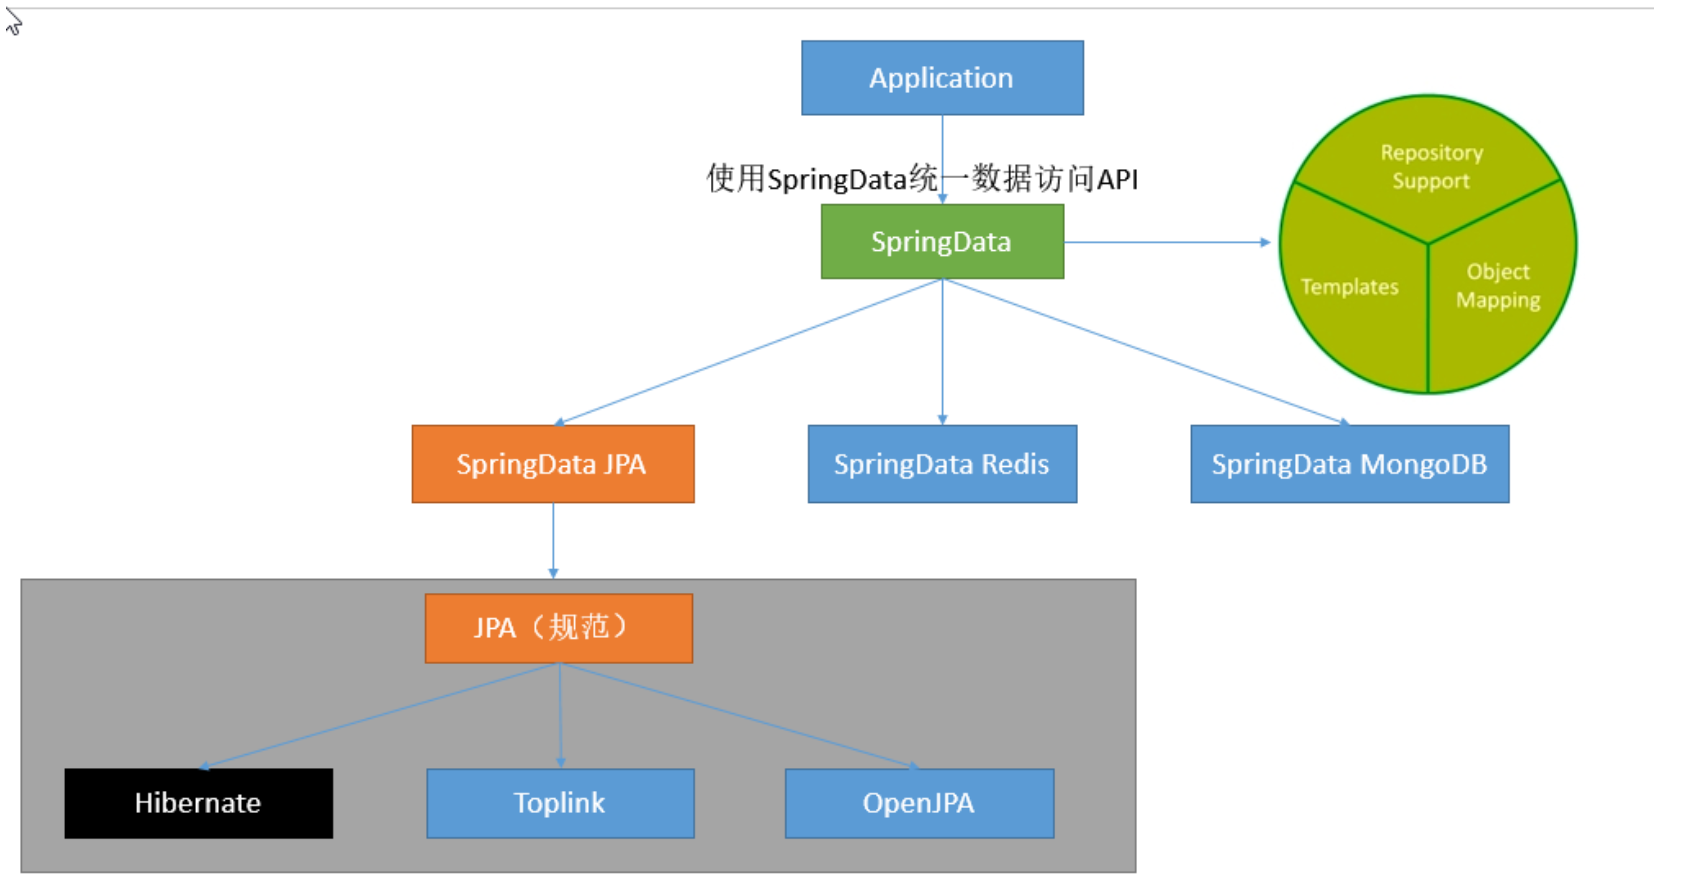 Application
使用SpringData统一数据访问API
SpringData
Repository
Support
Templates
Object
Mapping
SpringData JPA
SpringData Redis
SpringData MongoDB
JPA（规范）
Hibernate
Toplink
OpenJPA